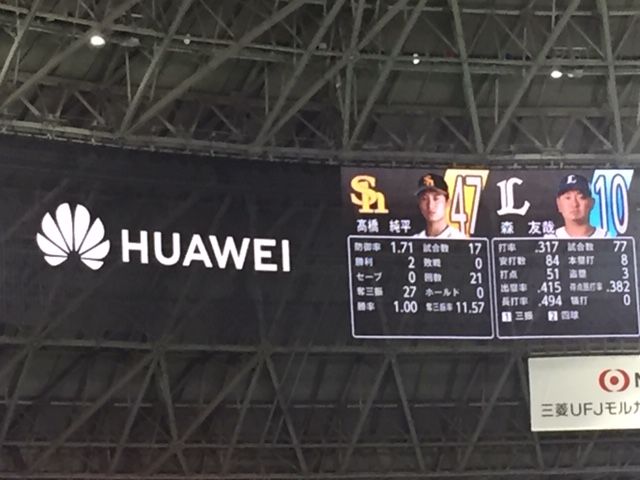 HUAWEI
Sh
髙橋 純平
47
防御率 1.71 試合数 17
勝利 2 敗戦 0
セーブ 0 回数 21
奪三振 27 ホールド 0
勝率 1.00 奪三振率 11.57
L
森 友哉
10
打率 .317 試合数 77
安打数 84 本塁打 8
打点 51 盗塁 3
出塁率 .415 得点圏打率 .382
長打率 .494 犠打 0
1 三振 2 四球
三菱UFJモルガ